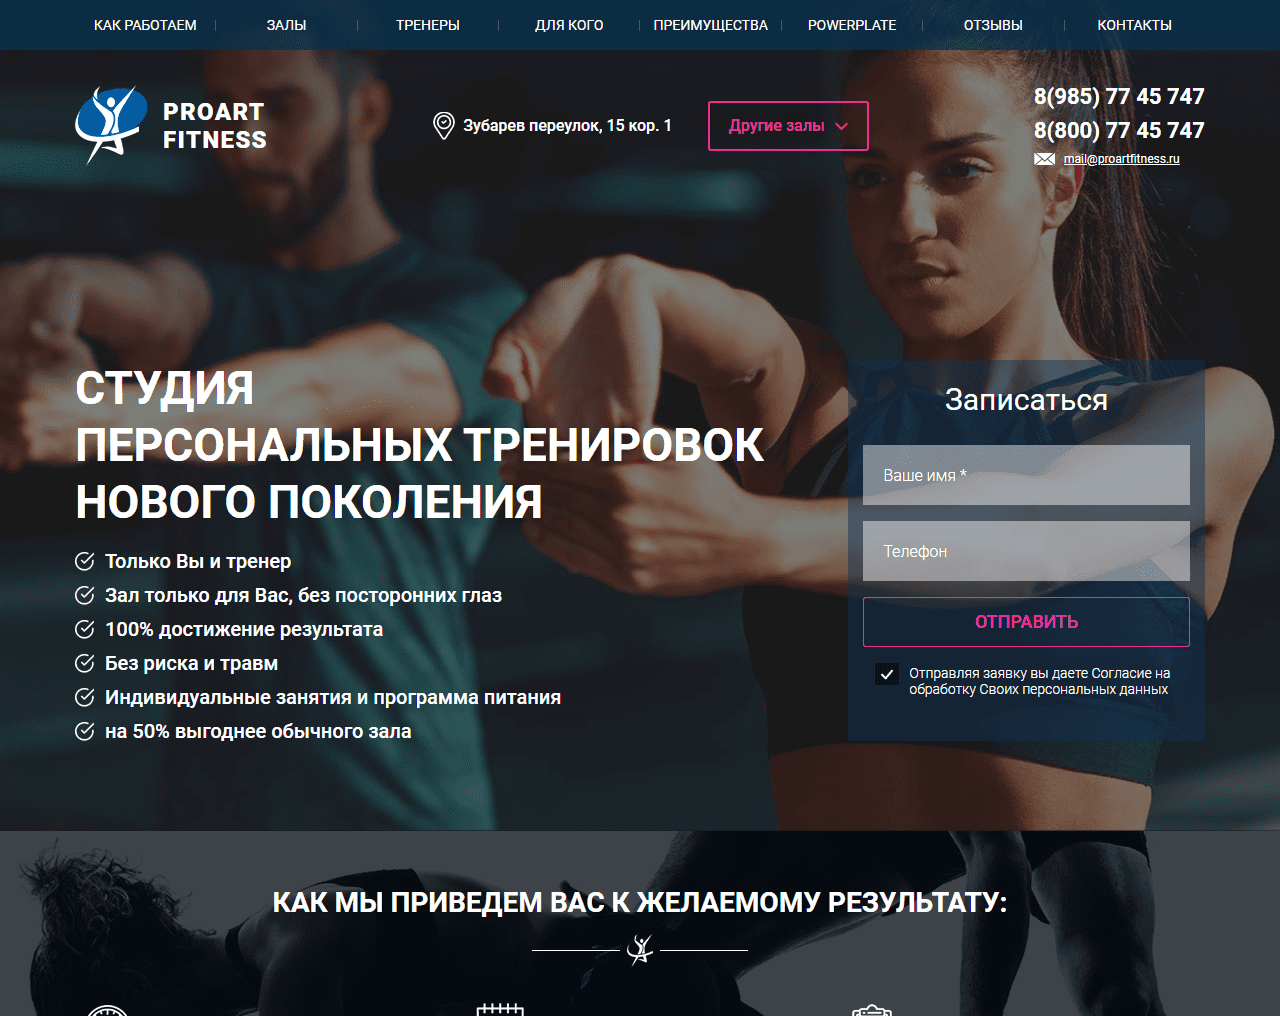 КАК РАБОТАЕМ
ЗАЛЫ
ТРЕНЕРЫ
ДЛЯ КОГО
ПРЕИМУЩЕСТВА
POWERPLATE
ОТЗЫВЫ
КОНТАКТЫ
PROART
FITNESS
Зубарев переулок, 15 кор. 1
Другие залы
8(985) 77 45 747
8(800) 77 45 747
mail@proartfitness.ru
СТУДИЯ
ПЕРСОНАЛЬНЫХ ТРЕНИРОВОК
НОВОГО ПОКОЛЕНИЯ
Только Вы и тренер
Зал только для Вас, без посторонних глаз
100% достижение результата
Без риска и травм
Индивидуальные занятия и программа питания
на 50% выгоднее обычного зала
Записаться
Ваше имя *
Телефон
ОТПРАВИТЬ
Отправляя заявку вы даете Согласие на
обработку Своих персональных данных
КАК МЫ ПРИВЕДЕМ ВАС К ЖЕЛАЕМОМУ РЕЗУЛЬТАТУ: